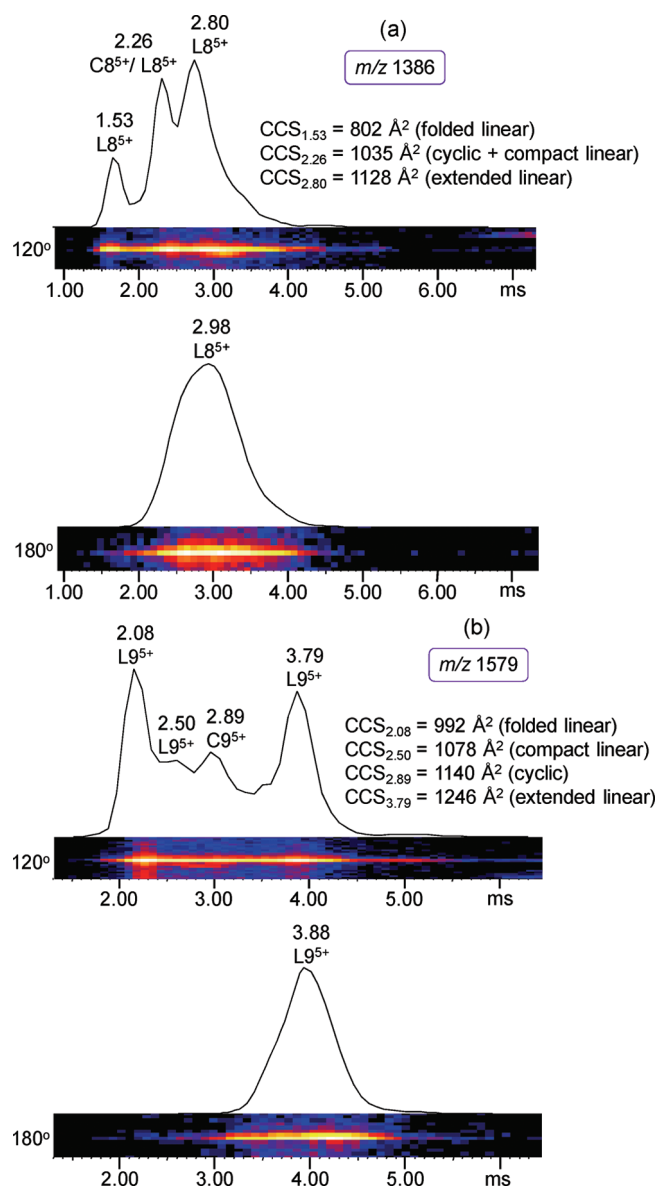 (a)
2.80
L8⁵⁺
2.26
C8⁵⁺/ L8⁵⁺
m/z 1386
1.53
L8⁵⁺
CCS₁.₅₃ = 802 Å² (folded linear)
CCS₂.₂₆ = 1035 Å² (cyclic + compact linear)
CCS₂.₈₀ = 1128 Å² (extended linear)
120º
1.00 2.00 3.00 4.00 5.00 6.00 ms
2.98
L8⁵⁺
180º
1.00 2.00 3.00 4.00 5.00 6.00 ms
(b)
2.08
L9⁵⁺
m/z 1579
3.79
L9⁵⁺
2.50
L9⁵⁺
2.89
C9⁵⁺
CCS₂.₀₈ = 992 Å² (folded linear)
CCS₂.₅₀ = 1078 Å² (compact linear)
CCS₂.₈₉ = 1140 Å² (cyclic)
CCS₃.₇₉ = 1246 Å² (extended linear)
120º
2.00 3.00 4.00 5.00 ms
3.88
L9⁵⁺
180º
2.00 3.00 4.00 5.00 ms